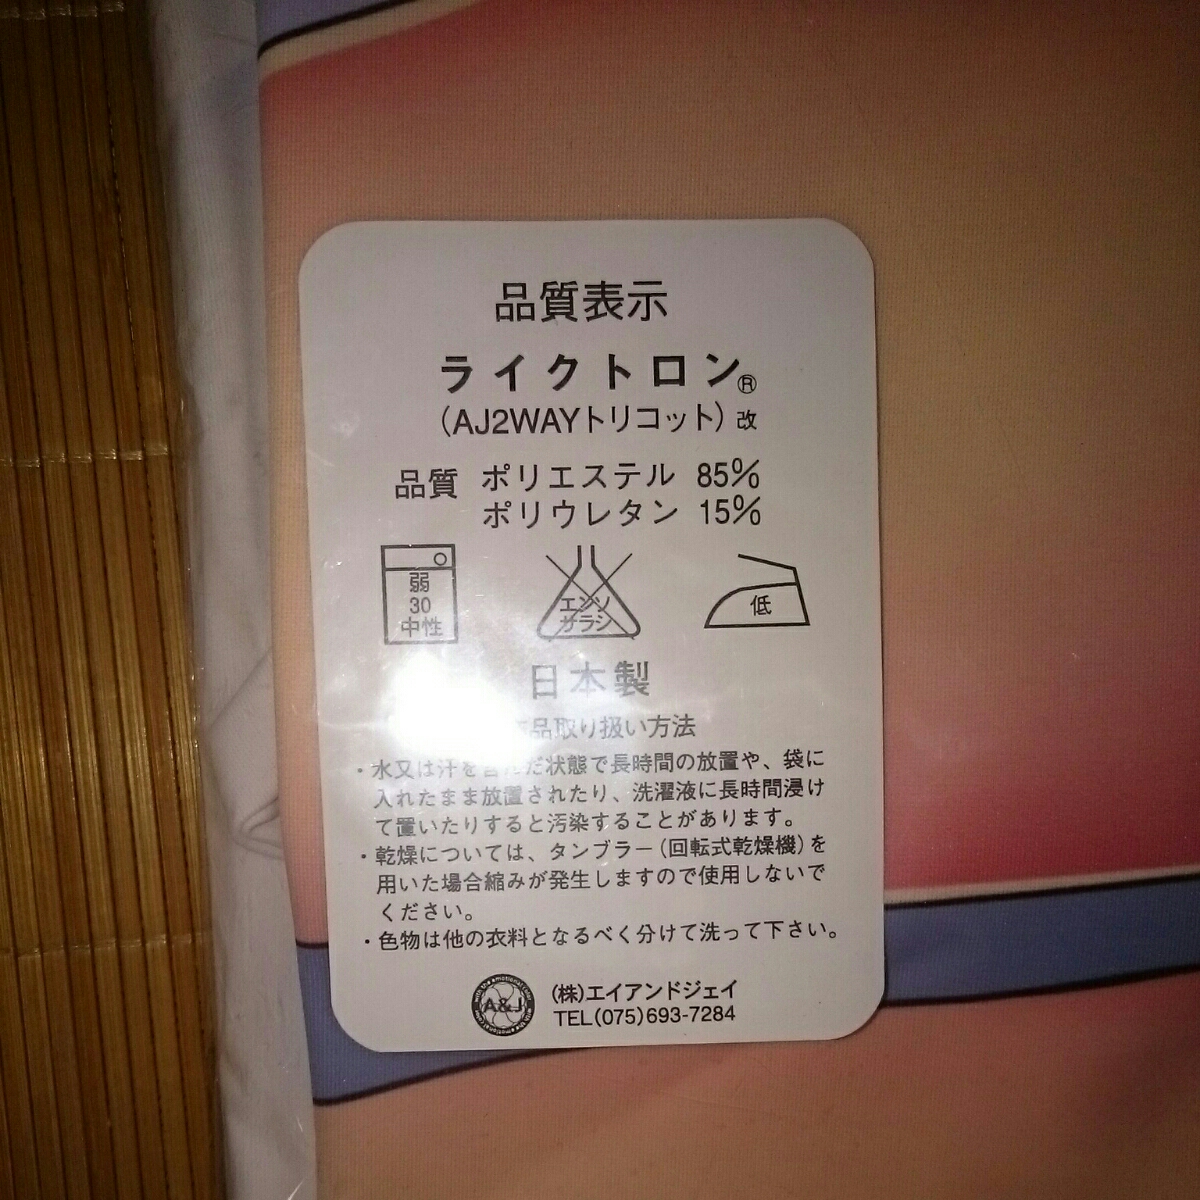 品質表示
ライクトロン®
(AJ2WAYトリコット)改
品質 ポリエステル 85%
ポリウレタン 15%
弱
30
中性
エンソ
サラシ
低
日本製
品取り扱い方法
・水又は汗を含んだ状態で長時間の放置や、袋に
入れたまま放置されたり、洗濯液に長時間浸け
て置いたりすると汚染することがあります。
・乾燥については、タンブラー(回転式乾燥機)を
用いた場合縮みが発生しますので使用しないで
ください。
・色物は他の衣料となるべく分けて洗って下さい。
A&J
(株)エイアンドジェイ
TEL(075)693-7284